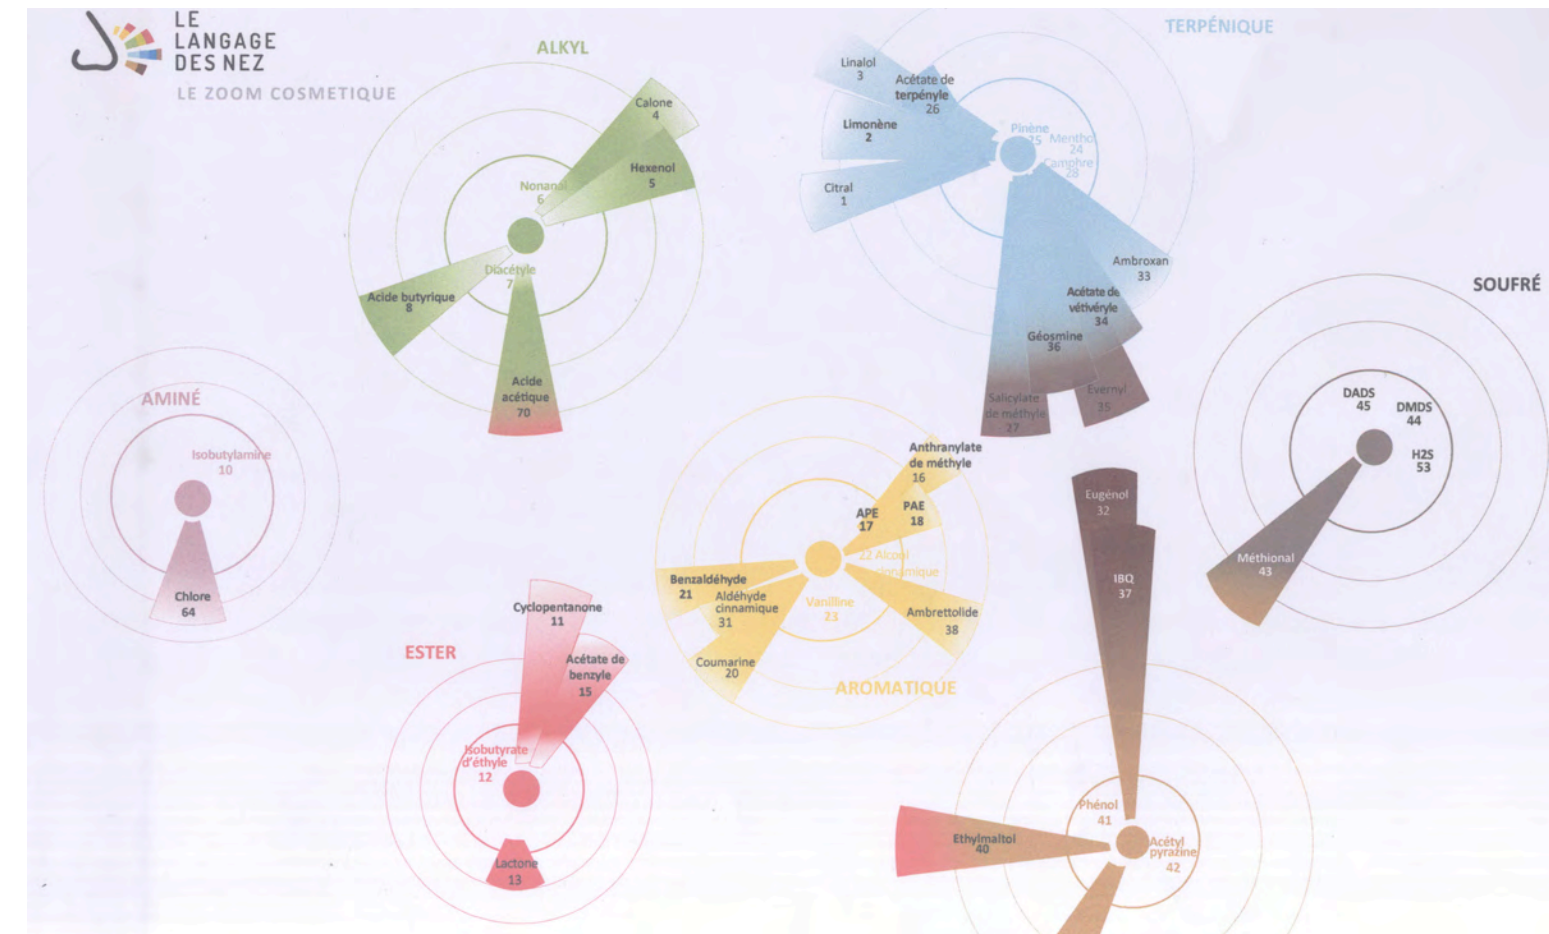 LE
LANGAGE
DES NEZ
LE ZOOM COSMETIQUE
ALKYL
Calone
4
Hexenol
5
Nonanal
6
Diacétyle
7
Acide butyrique
8
Acide
acétique
70
TERPÉNIQUE
Linalol
3
Acétate de
terpényle
26
Limonène
2
Citral
1
Pinène
25
Menthol
24
Camphre
28
Ambroxan
33
Acétate de
vétivéryle
34
Géosmine
36
Evernyl
35
Salicylate
de méthyle
27
SOUFRÉ
DADS
45
DMDS
44
H2S
53
Méthional
43
AMINÉ
Isobutylamine
10
Chlore
64
Anthranylate
de méthyle
16
APE
17
PAE
18
22 Alcool
cinnamique
Benzaldéhyde
21
Aldéhyde
cinnamique
31
Vanilline
23
Coumarine
20
Ambrettolide
38
AROMATIQUE
ESTER
Cyclopentanone
11
Acétate de
benzyle
15
Isobutyrate
d'éthyle
12
Lactone
13
Eugénol
32
IBQ
37
Phénol
41
Acétyl
pyrazine
42
Ethylmaltol
40